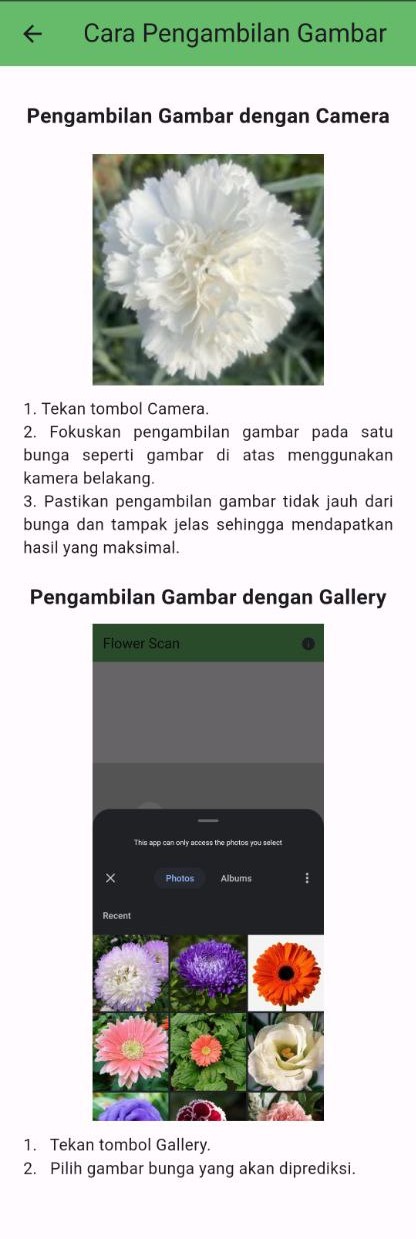 Cara Pengambilan Gambar
Pengambilan Gambar dengan Camera
1. Tekan tombol Camera.
2. Fokuskan pengambilan gambar pada satu
bunga seperti gambar di atas menggunakan
kamera belakang.
3. Pastikan pengambilan gambar tidak jauh dari
bunga dan tampak jelas sehingga mendapatkan
hasil yang maksimal.
Pengambilan Gambar dengan Gallery
Flower Scan
This app can only access the photos you select
Photos Albums
Recent
1. Tekan tombol Gallery.
2. Pilih gambar bunga yang akan diprediksi.